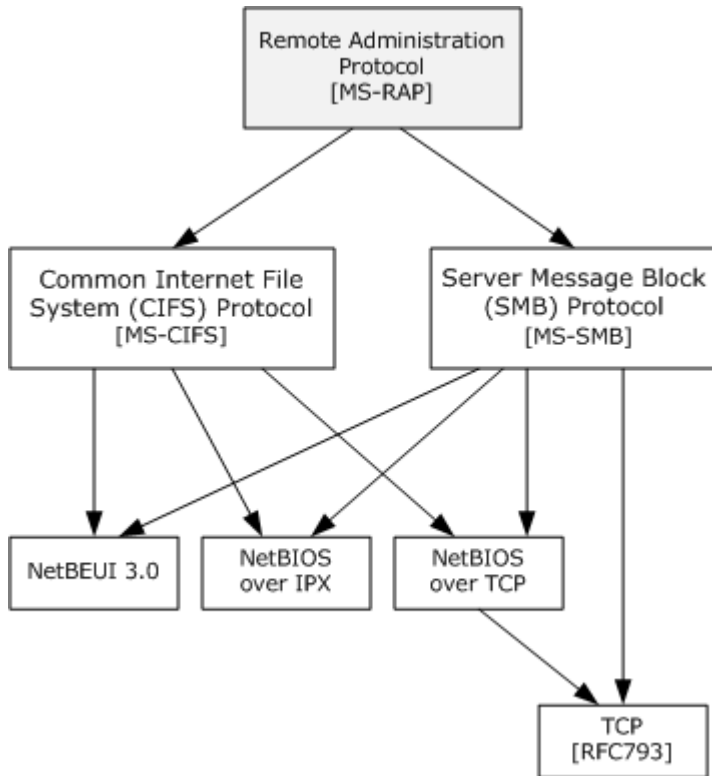 Remote Administration
Protocol
[MS-RAP]
Common Internet File
System (CIFS) Protocol
[MS-CIFS]
Server Message Block
(SMB) Protocol
[MS-SMB]
NetBEUI 3.0
NetBIOS
over IPX
NetBIOS
over TCP
TCP
[RFC793]